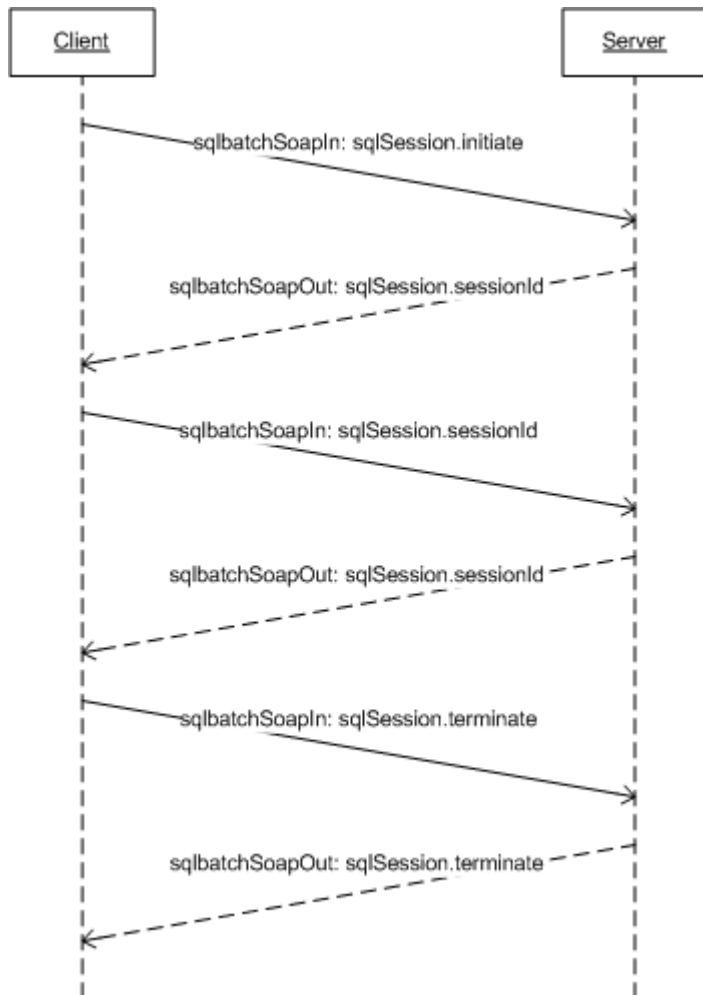 Client
Server
sqlbatchSoapIn: sqlSession.initiate
sqlbatchSoapOut: sqlSession.sessionId
sqlbatchSoapIn: sqlSession.sessionId
sqlbatchSoapOut: sqlSession.sessionId
sqlbatchSoapIn: sqlSession.terminate
sqlbatchSoapOut: sqlSession.terminate